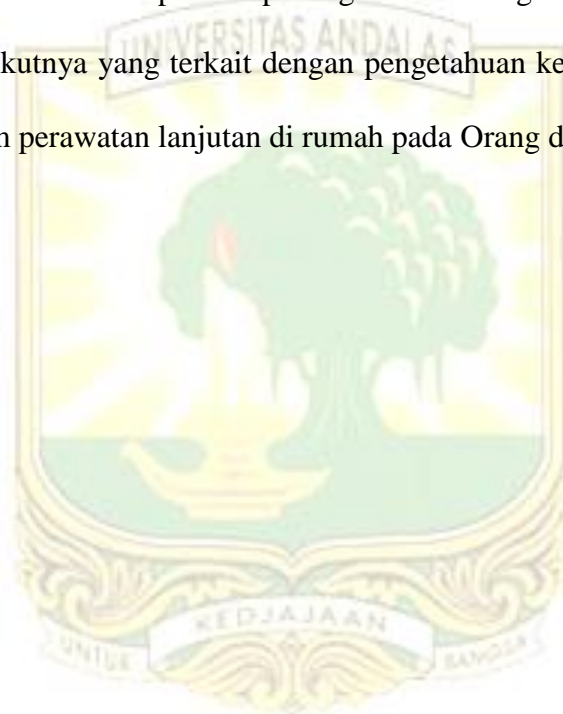 UNIVERSITAS ANDALAS
kutnya yang terkait dengan pengetahuan ke
perawatan lanjutan di rumah pada Orang d
KEDJAJAAN
UNTUK
BANGSA